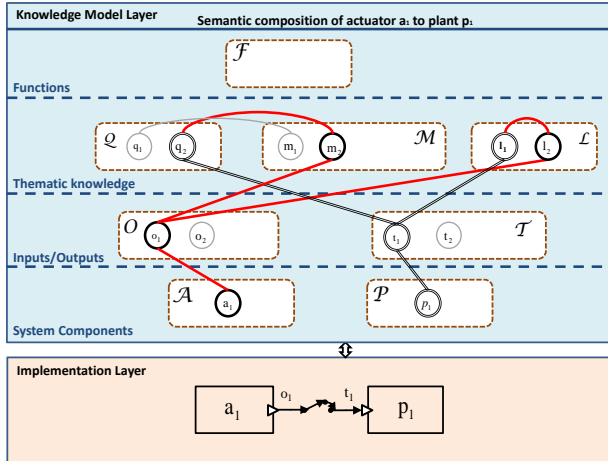 Knowledge Model Layer
Semantic composition of actuator a₁ to plant p₁
ℱ
Functions
𝒬 q₁ q₂ m₁ m₂ ℳ l₁ l₂ ℒ
Thematic knowledge
O o₁ o₂ t₁ t₂ 𝒯
Inputs/Outputs
𝒜 a₁ 𝒫 p₁
System Components
Implementation Layer
a₁ o₁ t₁ p₁